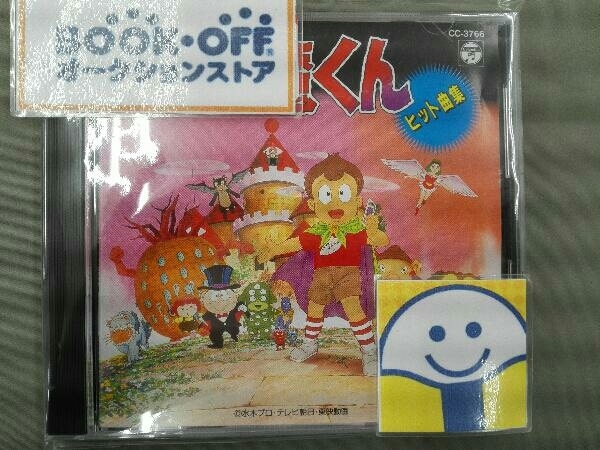 BOOK・OFF
オークションストア
CC-3766
くん
ヒット曲集
©水木プロ・テレビ朝日・東映動画